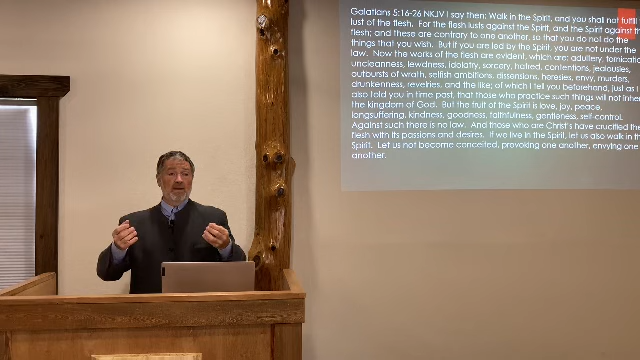 Galatians 5:16-26 NKJV I say then: Walk in the Spirit, and you shall not fulfill
lust of the flesh. For the flesh lusts against the Spirit, and the Spirit against th
flesh; and these are contrary to one another, so that you do not do the
things that you wish. But if you are led by the Spirit, you are not under the
law. Now the works of the flesh are evident, which are: adultery, fornicatio
uncleanness, lewdness, idolatry, sorcery, hatred, contentions, jealousies,
outbursts of wrath, selfish ambitions, dissensions, heresies, envy, murders,
drunkenness, revelries, and the like; of which I tell you beforehand, just as I
also told you in time past, that those who practice such things will not inher
the kingdom of God. But the fruit of the Spirit is love, joy, peace,
longsuffering, kindness, goodness, faithfulness, gentleness, self-control.
Against such there is no law. And those who are Christ's have crucified the
flesh with its passions and desires. If we live in the Spirit, let us also walk in th
Spirit. Let us not become conceited, provoking one another, envying one
another.